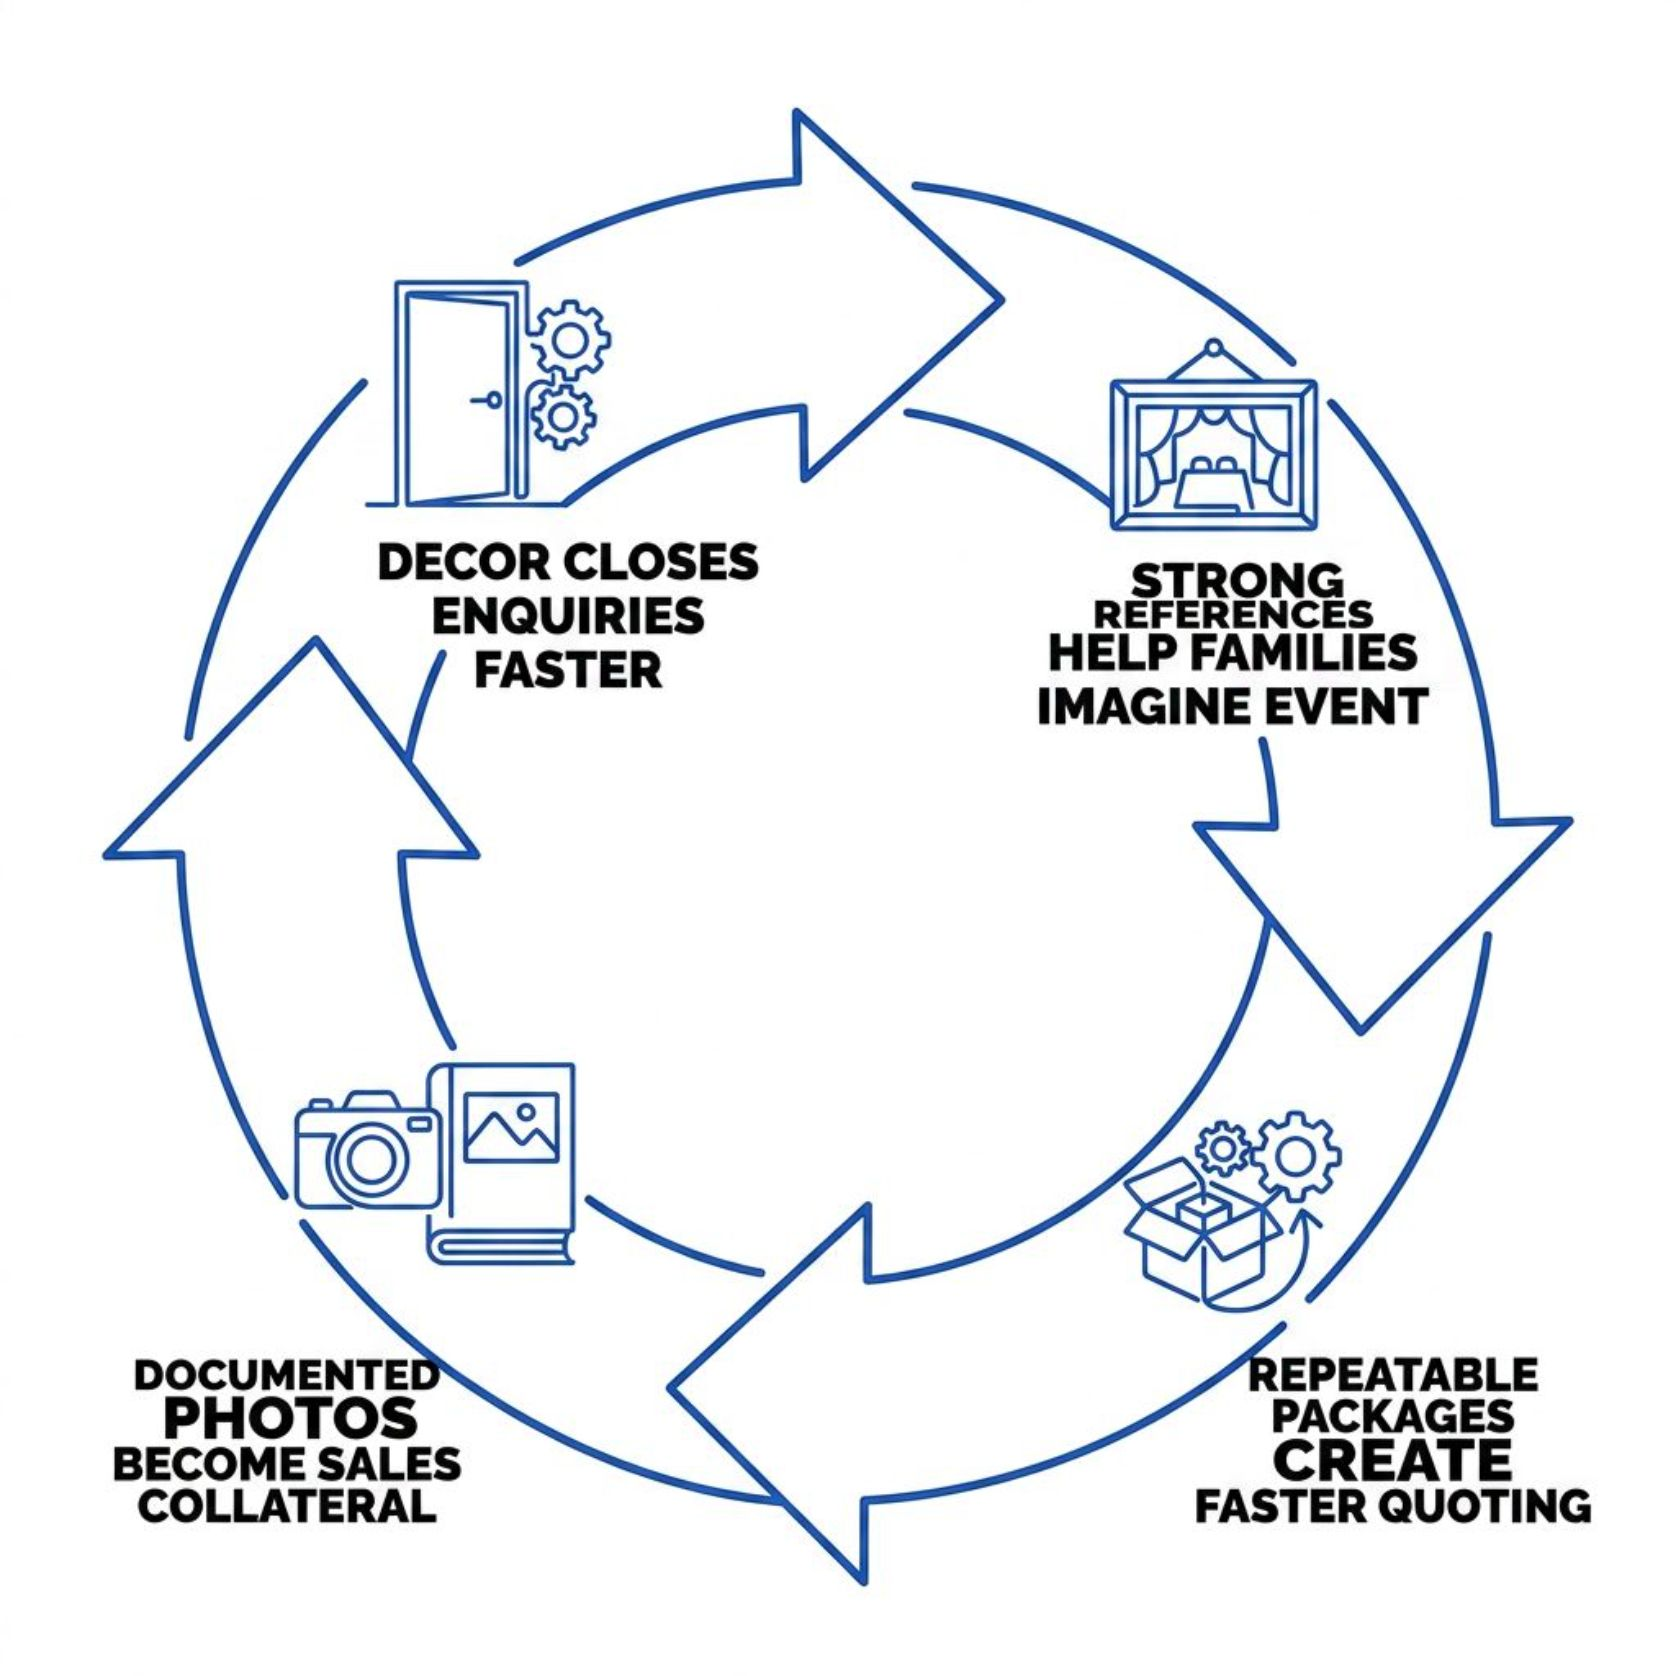 DECOR CLOSES
ENQUIRIES
FASTER
STRONG
REFERENCES
HELP FAMILIES
IMAGINE EVENT
DOCUMENTED
PHOTOS
BECOME SALES
COLLATERAL
REPEATABLE
PACKAGES
CREATE
FASTER QUOTING